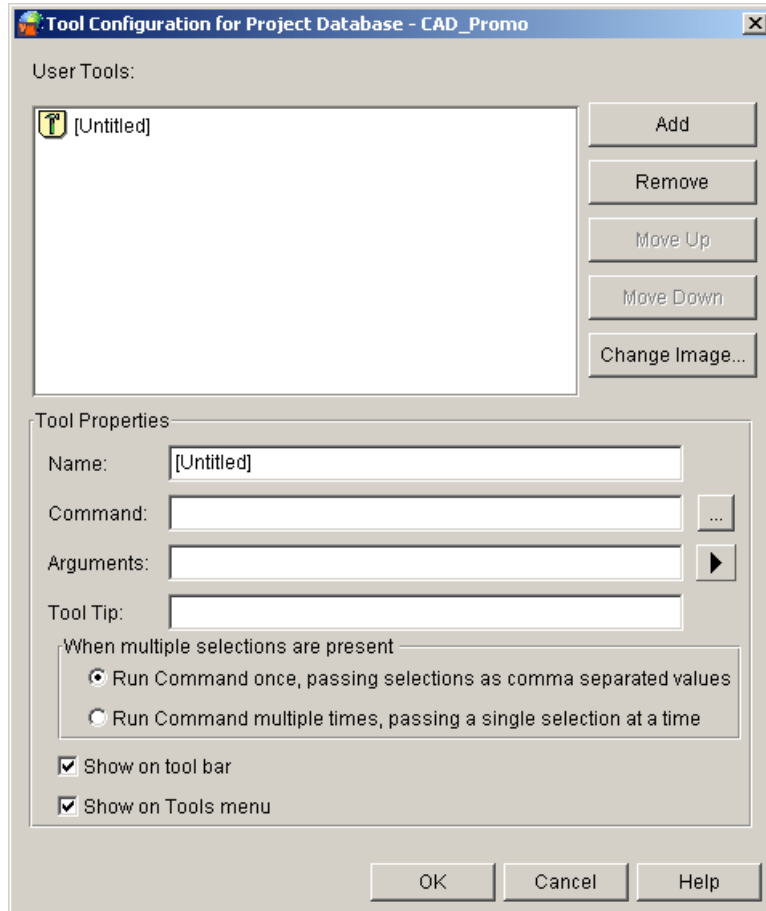 Tool Configuration for Project Database - CAD_Promo
User Tools:
[Untitled]
Add
Remove
Move Up
Move Down
Change Image...
Tool Properties
Name:
[Untitled]
Command:
...
Arguments:
Tool Tip:
When multiple selections are present
Run Command once, passing selections as comma separated values
Run Command multiple times, passing a single selection at a time
Show on tool bar
Show on Tools menu
OK
Cancel
Help